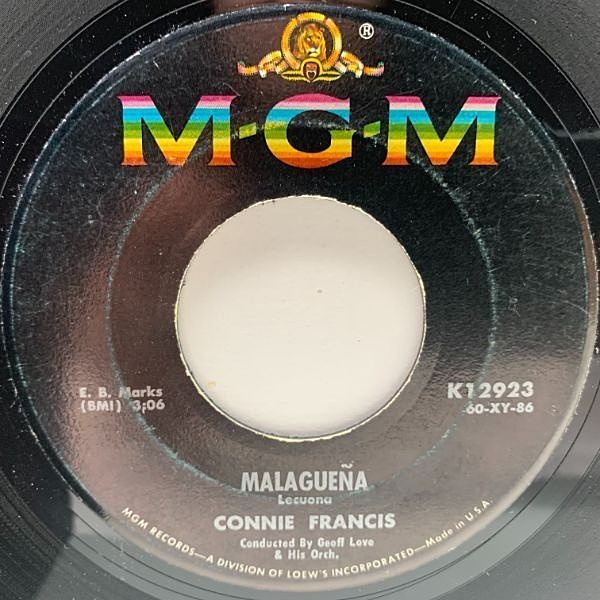 ®
M-G-M
E. B. Marks
(BMI) 3;06
K12923
60-XY-86
MALAGUEÑA
Lecuona
CONNIE FRANCIS
Conducted By Geoff Love
& His Orch.
MGM RECORDS—A DIVISION OF LOEW'S INCORPORATED—Made in U.S.A.